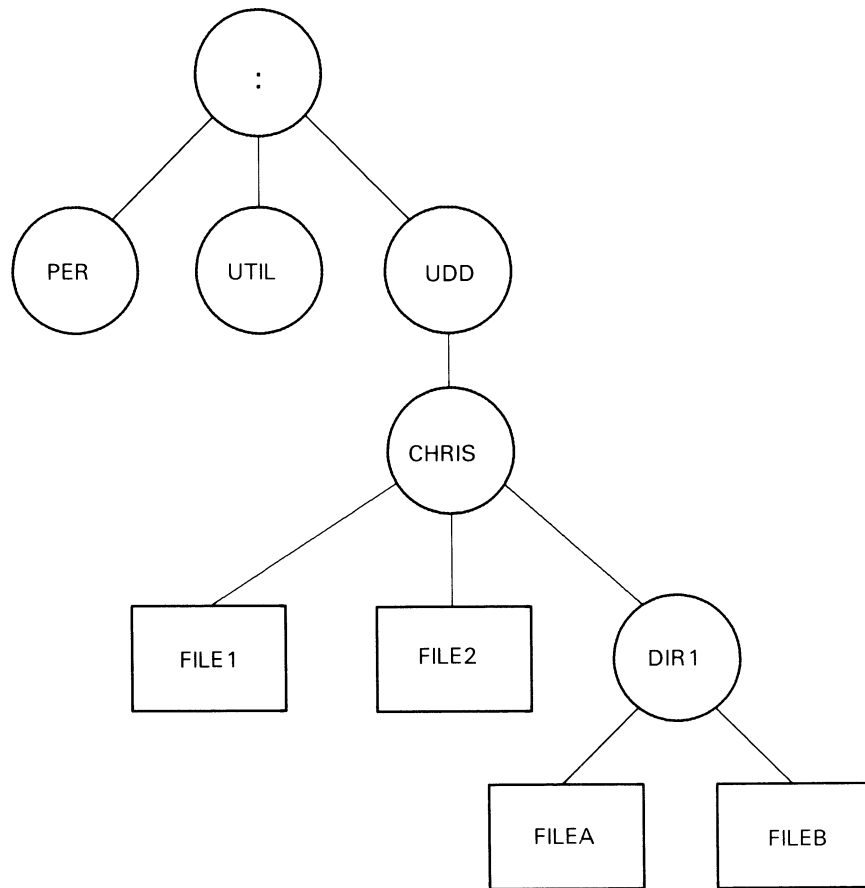 :
PER
UTIL
UDD
CHRIS
FILE1
FILE2
DIR1
FILEA
FILEB